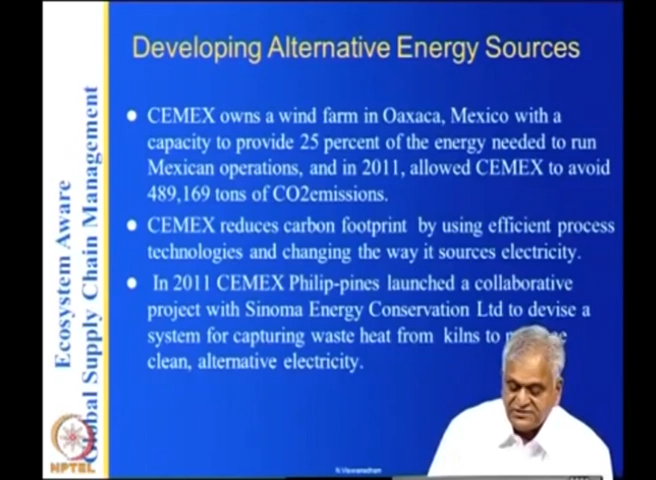 Developing Alternative Energy Sources
Ecosystem Aware
Global Supply Chain Management
● CEMEX owns a wind farm in Oaxaca, Mexico with a
capacity to provide 25 percent of the energy needed to run
Mexican operations, and in 2011, allowed CEMEX to avoid
489,169 tons of CO2emissions.
● CEMEX reduces carbon footprint by using efficient process
technologies and changing the way it sources electricity.
● In 2011 CEMEX Philip-pines launched a collaborative
project with Sinoma Energy Conservation Ltd to devise a
system for capturing waste heat from kilns to
clean, alternative electricity.
NPTEL
N.Viswanadham